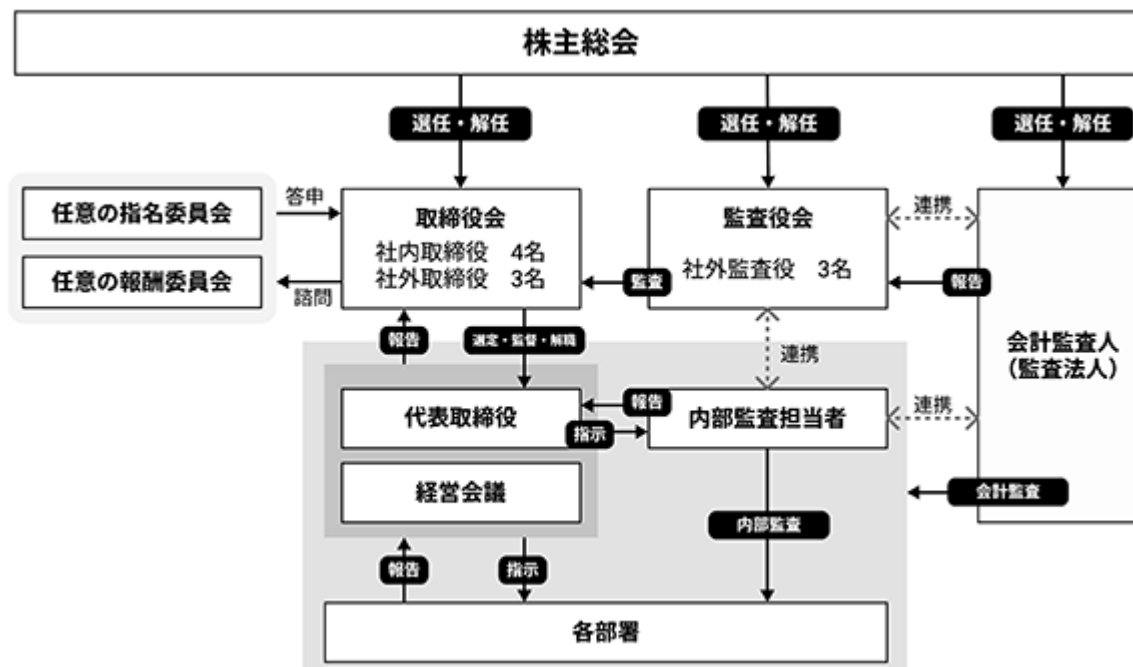 株主総会
選任・解任
選任・解任
選任・解任
任意の指名委員会
任意の報酬委員会
答申
諮問
取締役会
社内取締役 4名
社外取締役 3名
監査
監査役会
社外監査役 3名
連携
報告
会計監査人
（監査法人）
報告
選定・監督・解職
連携
代表取締役
報告
指示
内部監査担当者
連携
経営会議
会計監査
内部監査
報告
指示
各部署